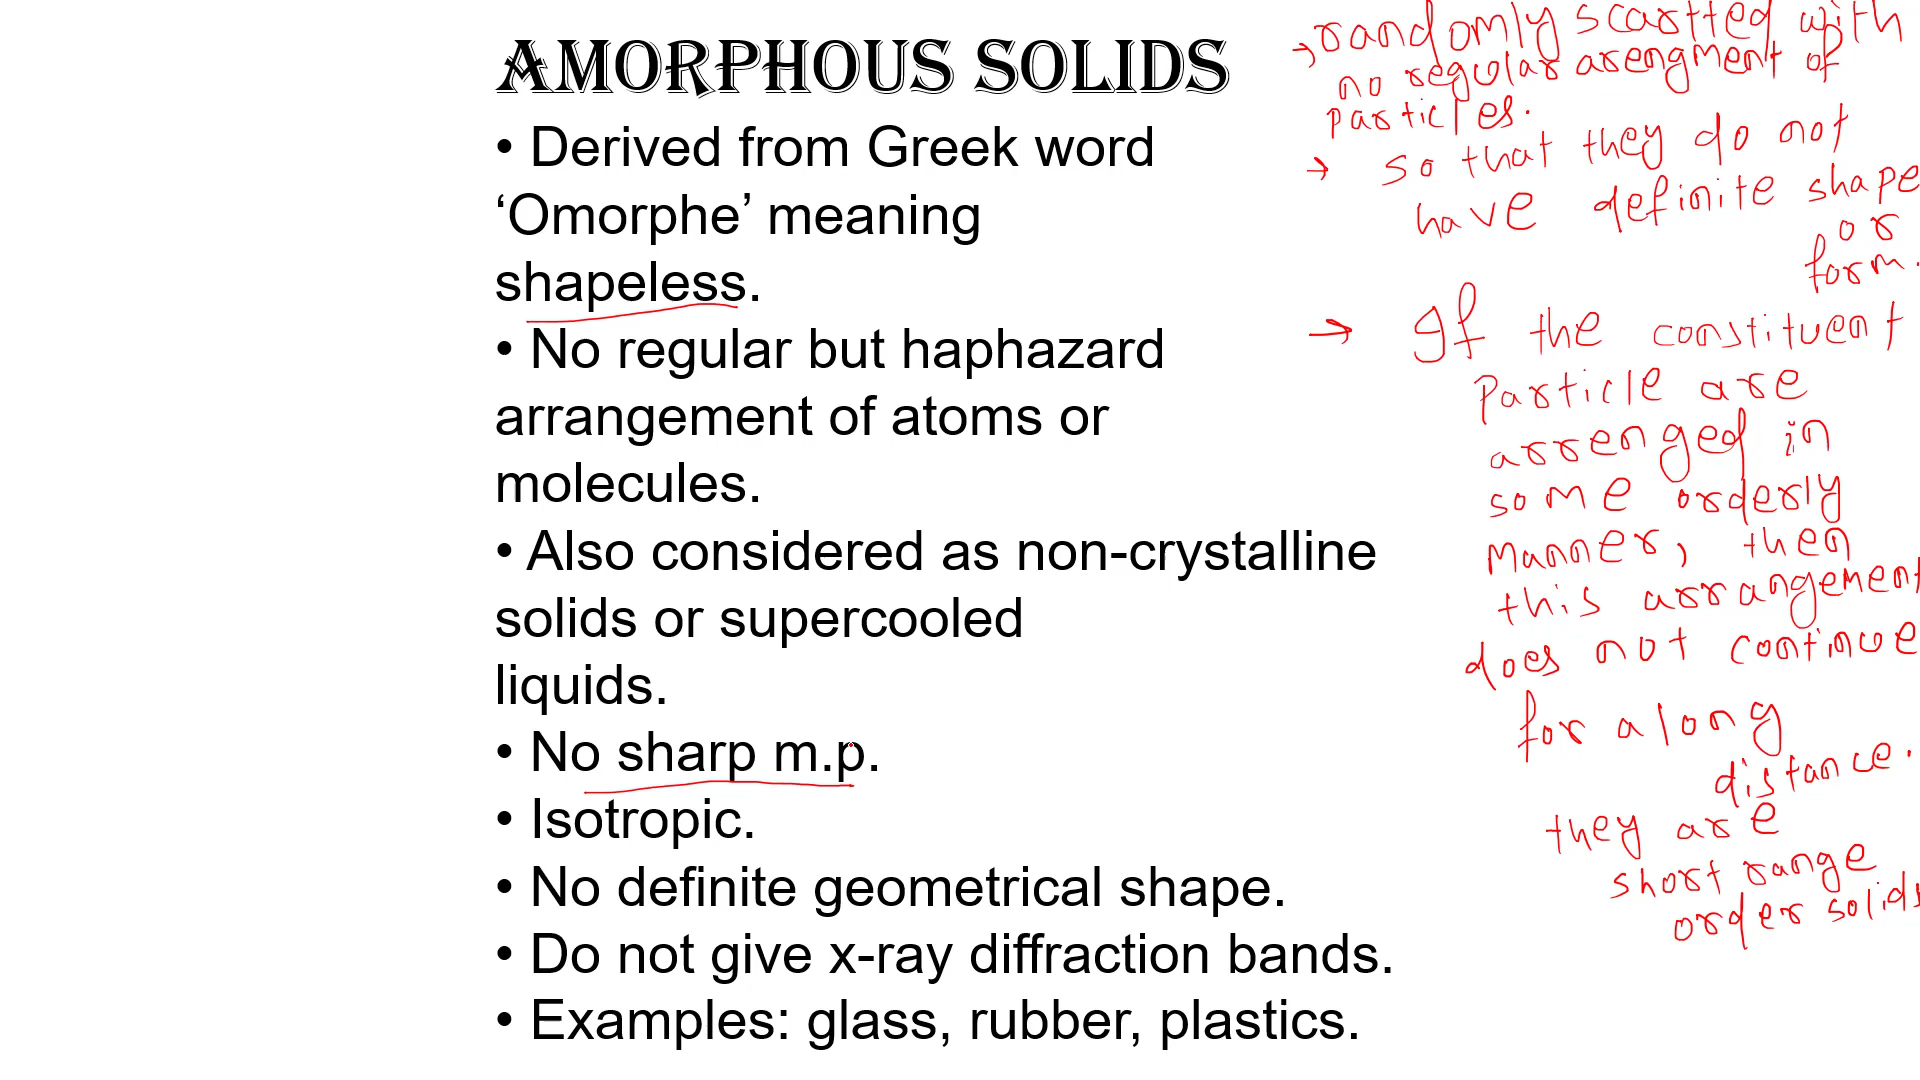 AMORPHOUS SOLIDS
• Derived from Greek word
‘Omorphe’ meaning
shapeless.
• No regular but haphazard
arrangement of atoms or
molecules.
• Also considered as non-crystalline
solids or supercooled
liquids.
• No sharp m.p.
• Isotropic.
• No definite geometrical shape.
• Do not give x-ray diffraction bands.
• Examples: glass, rubber, plastics.
→ randomly scartted with
no regular arengment of
particles.
→ so that they do not
have definite shape
or
form.
→ If the constituent
Particle are
arrenged in
some orderly
manner, then
this arrangement
does not continue
for a long
distance.
they are
short range
order solids